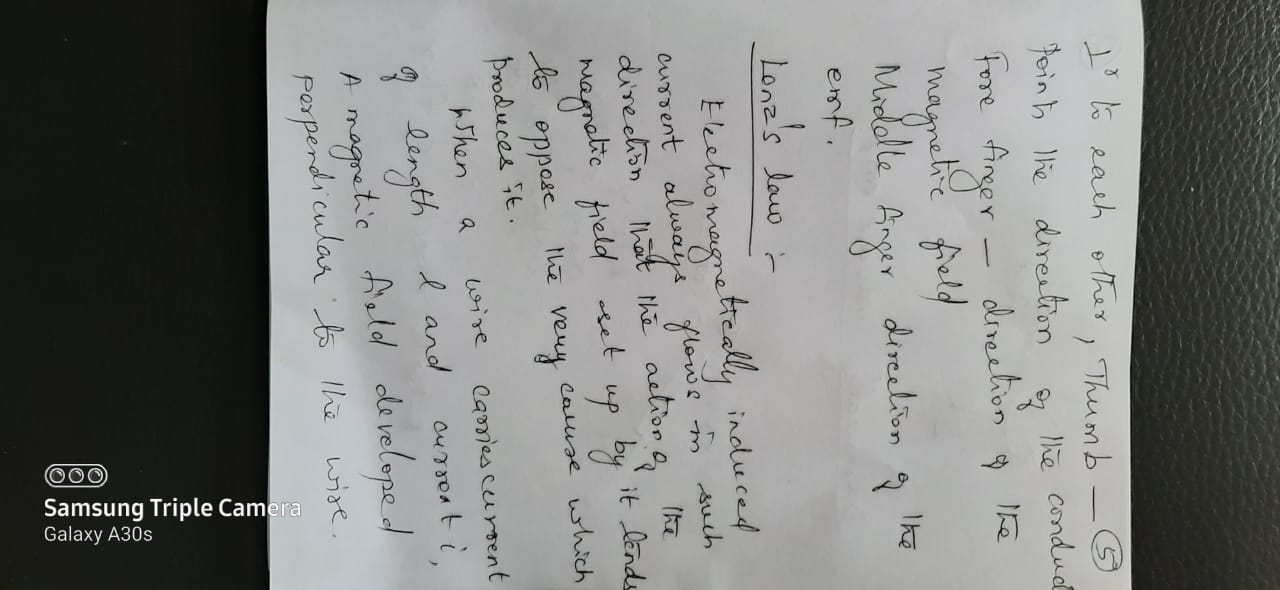 ⊥r to each other, Thumb — 5
Points the direction of the conduct
Fore finger — direction of the
magnetic field
Middle finger direction of the
emf.
Lenz's law :-
Electromagnetically induced
current always flows in such
direction that the action of the
magnetic field set up by it tends
to oppose the very cause which
produces it.
When a wire carries current
of length l and current i,
A magnetic field developed
perpendicular to the wire.
Samsung Triple Camera
Galaxy A30s